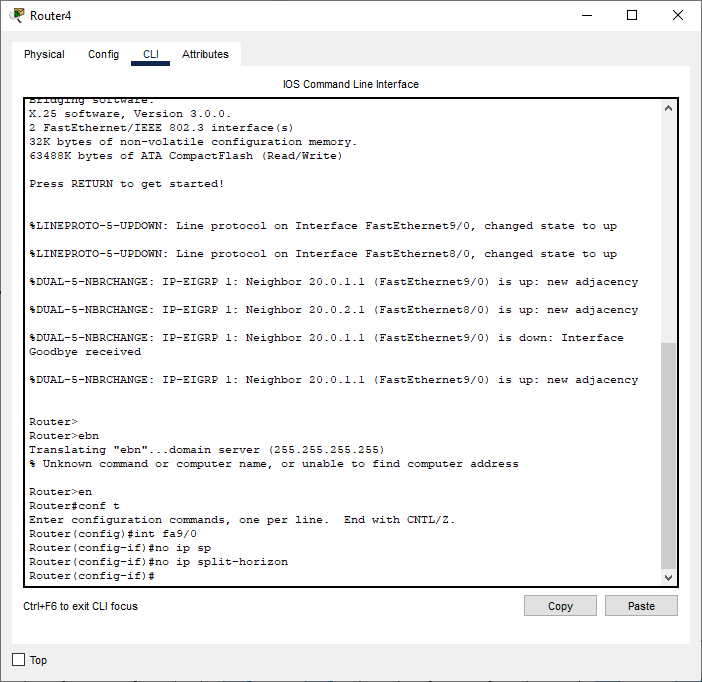 Router4
Physical Config CLI Attributes
IOS Command Line Interface
Bridging software.
X.25 software, Version 3.0.0.
2 FastEthernet/IEEE 802.3 interface(s)
32K bytes of non-volatile configuration memory.
63488K bytes of ATA CompactFlash (Read/Write)
Press RETURN to get started!
%LINEPROTO-5-UPDOWN: Line protocol on Interface FastEthernet9/0, changed state to up
%LINEPROTO-5-UPDOWN: Line protocol on Interface FastEthernet8/0, changed state to up
%DUAL-5-NBRCHANGE: IP-EIGRP 1: Neighbor 20.0.1.1 (FastEthernet9/0) is up: new adjacency
%DUAL-5-NBRCHANGE: IP-EIGRP 1: Neighbor 20.0.2.1 (FastEthernet8/0) is up: new adjacency
%DUAL-5-NBRCHANGE: IP-EIGRP 1: Neighbor 20.0.1.1 (FastEthernet9/0) is down: Interface
Goodbye received
%DUAL-5-NBRCHANGE: IP-EIGRP 1: Neighbor 20.0.1.1 (FastEthernet9/0) is up: new adjacency
Router>
Router>ebn
Translating "ebn"...domain server (255.255.255.255)
% Unknown command or computer name, or unable to find computer address
Router>en
Router#conf t
Enter configuration commands, one per line.  End with CNTL/Z.
Router(config)#int fa9/0
Router(config-if)#no ip sp
Router(config-if)#no ip split-horizon
Router(config-if)#
Ctrl+F6 to exit CLI focus
Copy Paste
Top